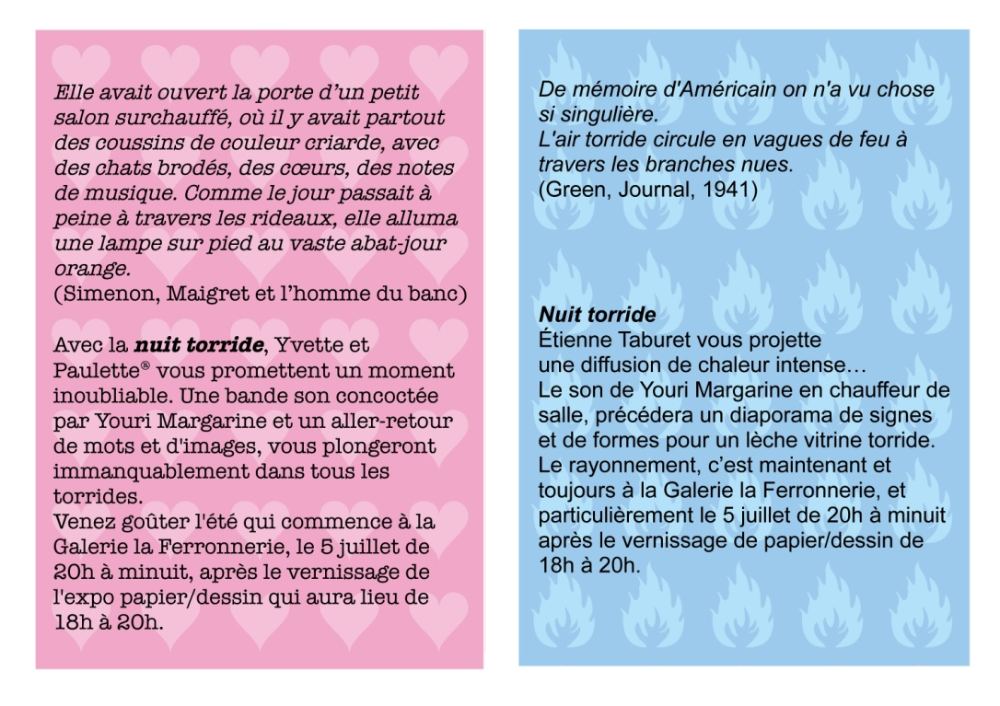 Elle avait ouvert la porte d’un petit
salon surchauffé, où il y avait partout
des coussins de couleur criarde, avec
des chats brodés, des cœurs, des notes
de musique. Comme le jour passait à
peine à travers les rideaux, elle alluma
une lampe sur pied au vaste abat-jour
orange.
(Simenon, Maigret et l’homme du banc)
Avec la nuit torride, Yvette et
Paulette® vous promettent un moment
inoubliable. Une bande son concoctée
par Youri Margarine et un aller-retour
de mots et d'images, vous plongeront
immanquablement dans tous les
torrides.
Venez goûter l'été qui commence à la
Galerie la Ferronnerie, le 5 juillet de
20h à minuit, après le vernissage de
l'expo papier/dessin qui aura lieu de
18h à 20h.
De mémoire d'Américain on n'a vu chose
si singulière.
L'air torride circule en vagues de feu à
travers les branches nues.
(Green, Journal, 1941)
Nuit torride
Étienne Taburet vous projette
une diffusion de chaleur intense…
Le son de Youri Margarine en chauffeur de
salle, précédera un diaporama de signes
et de formes pour un lèche vitrine torride.
Le rayonnement, c’est maintenant et
toujours à la Galerie la Ferronnerie, et
particulièrement le 5 juillet de 20h à minuit
après le vernissage de papier/dessin de
18h à 20h.